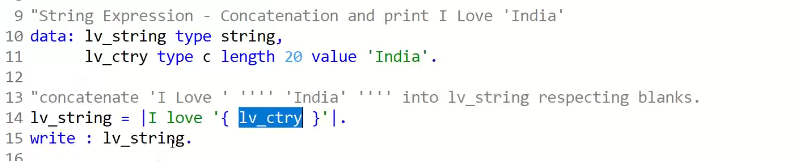 9 "String Expression - Concatenation and print I Love 'India'
10 data: lv_string type string,
11       lv_ctry type c length 20 value 'India'.
12
13 "concatenate 'I Love ' '''' 'India' '''' into lv_string respecting blanks.
14 lv_string = |I love '{ lv_ctry }'|.
15 write : lv_string.
16